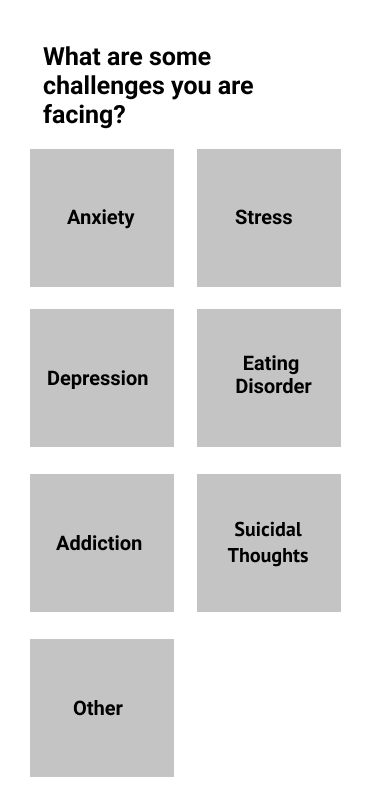 What are some
challenges you are
facing?
Anxiety
Stress
Depression
Eating
Disorder
Addiction
Suicidal
Thoughts
Other